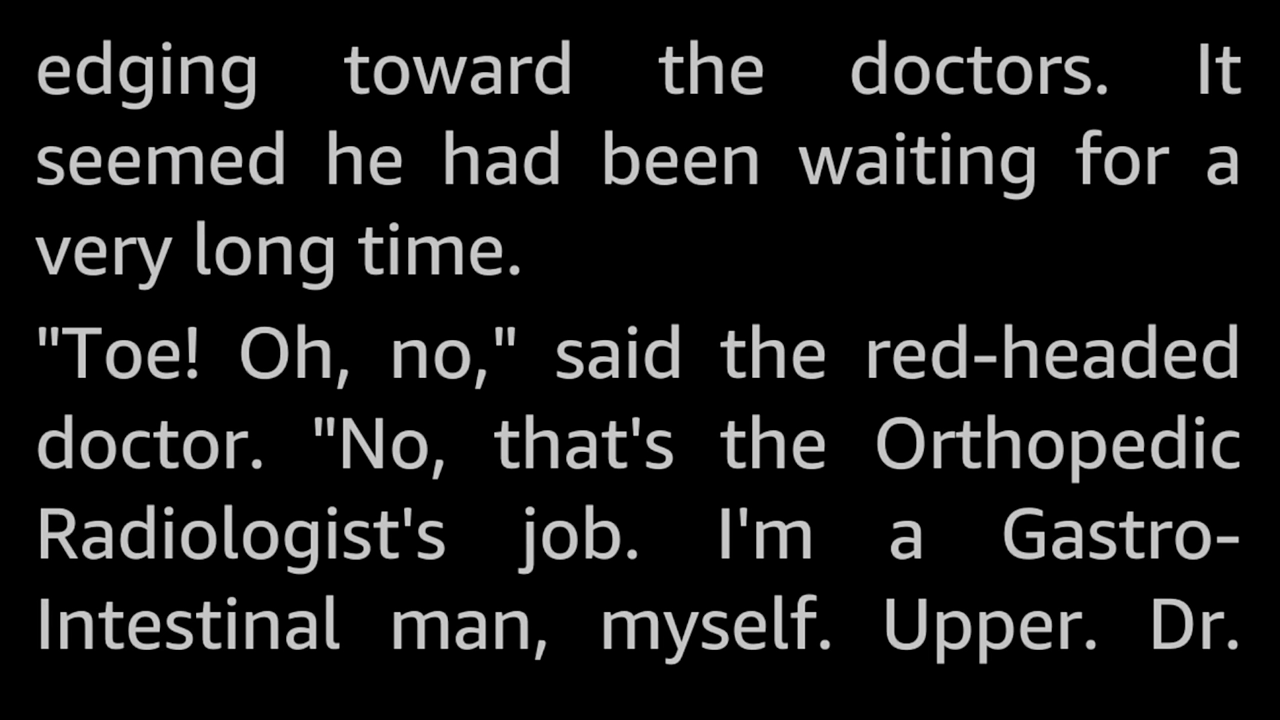 edging toward the doctors. It
seemed he had been waiting for a
very long time.
"Toe! Oh, no," said the red-headed
doctor. "No, that's the Orthopedic
Radiologist's job. I'm a Gastro-
Intestinal man, myself. Upper. Dr.